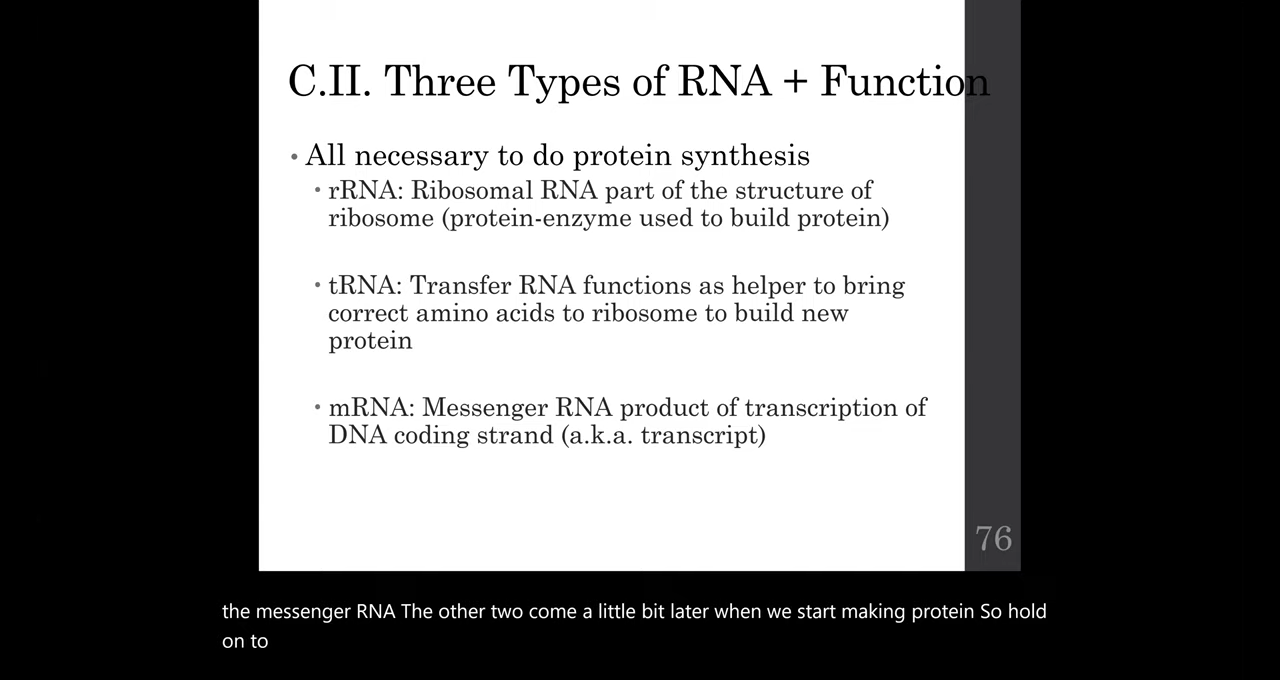 C.II. Three Types of RNA + Function
• All necessary to do protein synthesis
• rRNA: Ribosomal RNA part of the structure of
ribosome (protein-enzyme used to build protein)
• tRNA: Transfer RNA functions as helper to bring
correct amino acids to ribosome to build new
protein
• mRNA: Messenger RNA product of transcription of
DNA coding strand (a.k.a. transcript)
76
the messenger RNA The other two come a little bit later when we start making protein So hold
on to